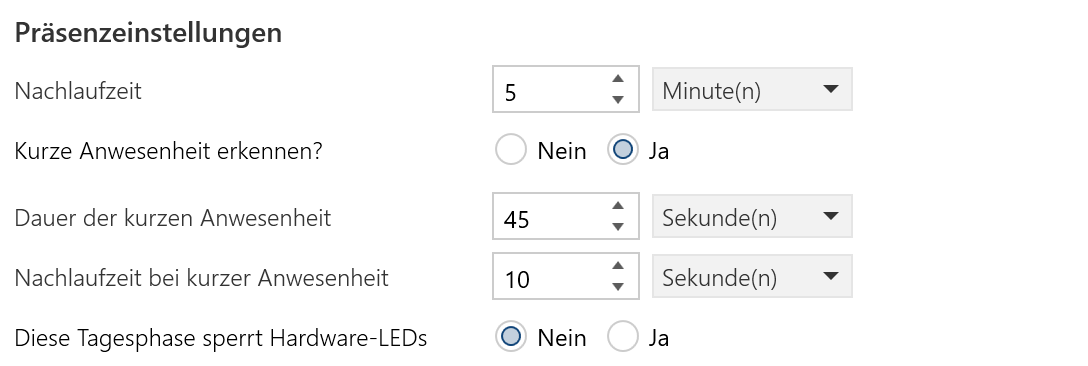 Präsenzeinstellungen
Nachlaufzeit 5 Minute(n)
Kurze Anwesenheit erkennen? Nein Ja
Dauer der kurzen Anwesenheit 45 Sekunde(n)
Nachlaufzeit bei kurzer Anwesenheit 10 Sekunde(n)
Diese Tagesphase sperrt Hardware-LEDs Nein Ja